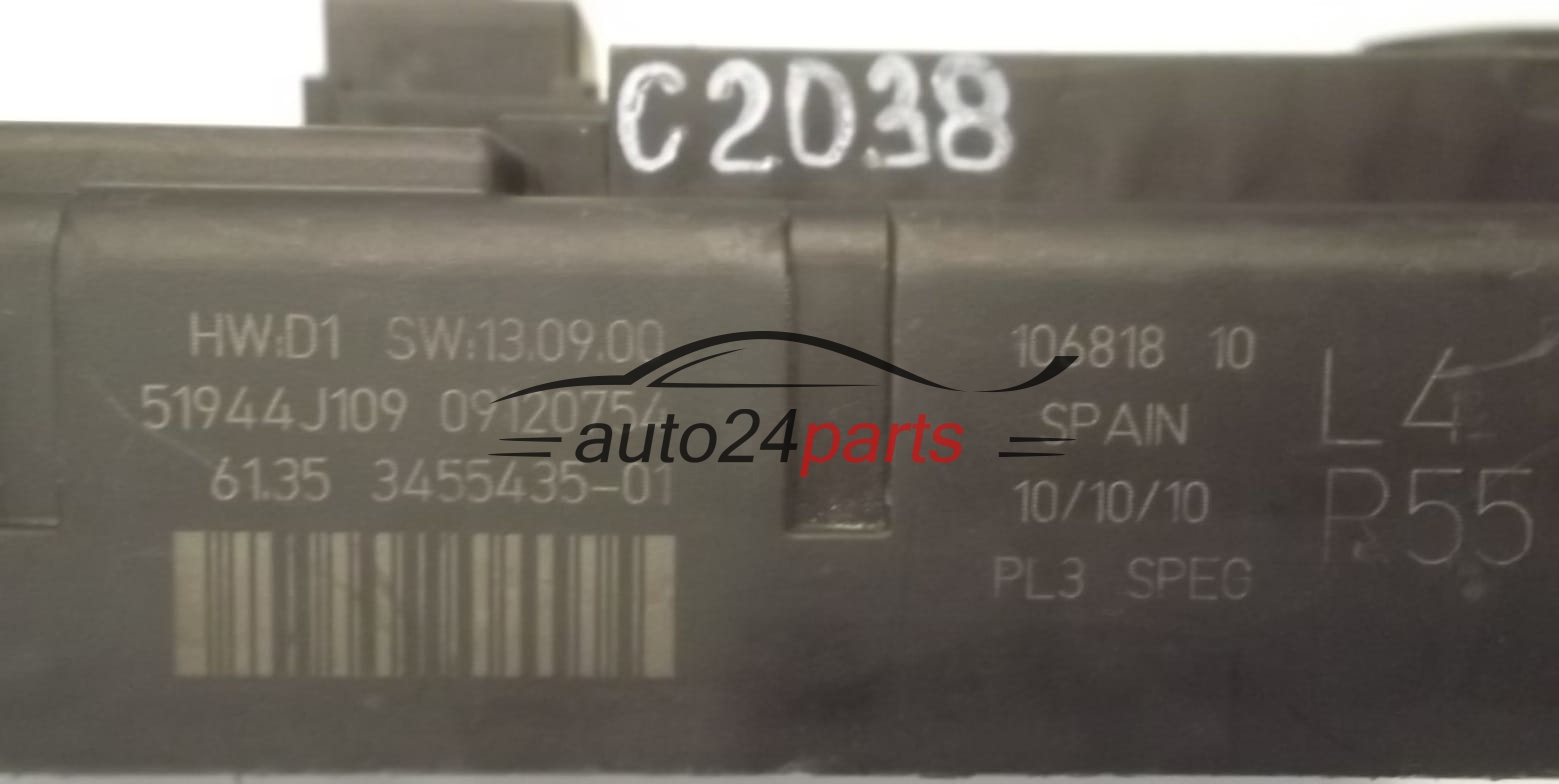 C2038
HW:D1 SW:13.09.00
51944J109 09120754
61.35 3455435-01
106818 10
SPAIN
10/10/10
PL3 SPEG
L4
R55
auto24parts